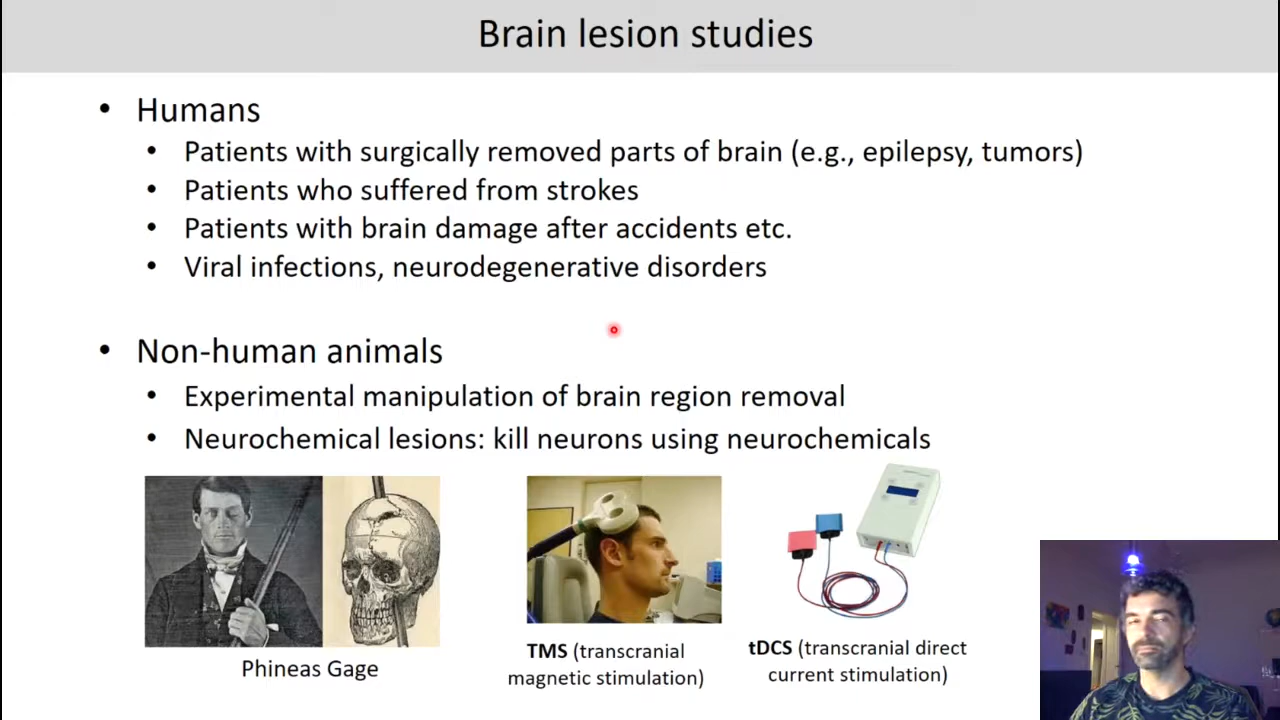 Brain lesion studies
• Humans
• Patients with surgically removed parts of brain (e.g., epilepsy, tumors)
• Patients who suffered from strokes
• Patients with brain damage after accidents etc.
• Viral infections, neurodegenerative disorders
• Non-human animals
• Experimental manipulation of brain region removal
• Neurochemical lesions: kill neurons using neurochemicals
Phineas Gage
TMS (transcranial
magnetic stimulation)
tDCS (transcranial direct
current stimulation)